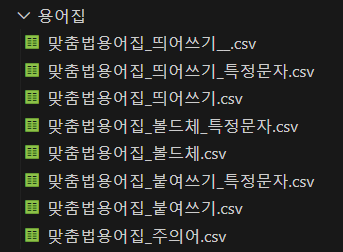 용어집
맞춤법용어집_띄어쓰기__.csv
맞춤법용어집_띄어쓰기_특정문자.csv
맞춤법용어집_띄어쓰기.csv
맞춤법용어집_볼드체_특정문자.csv
맞춤법용어집_볼드체.csv
맞춤법용어집_붙여쓰기_특정문자.csv
맞춤법용어집_붙여쓰기.csv
맞춤법용어집_주의어.csv